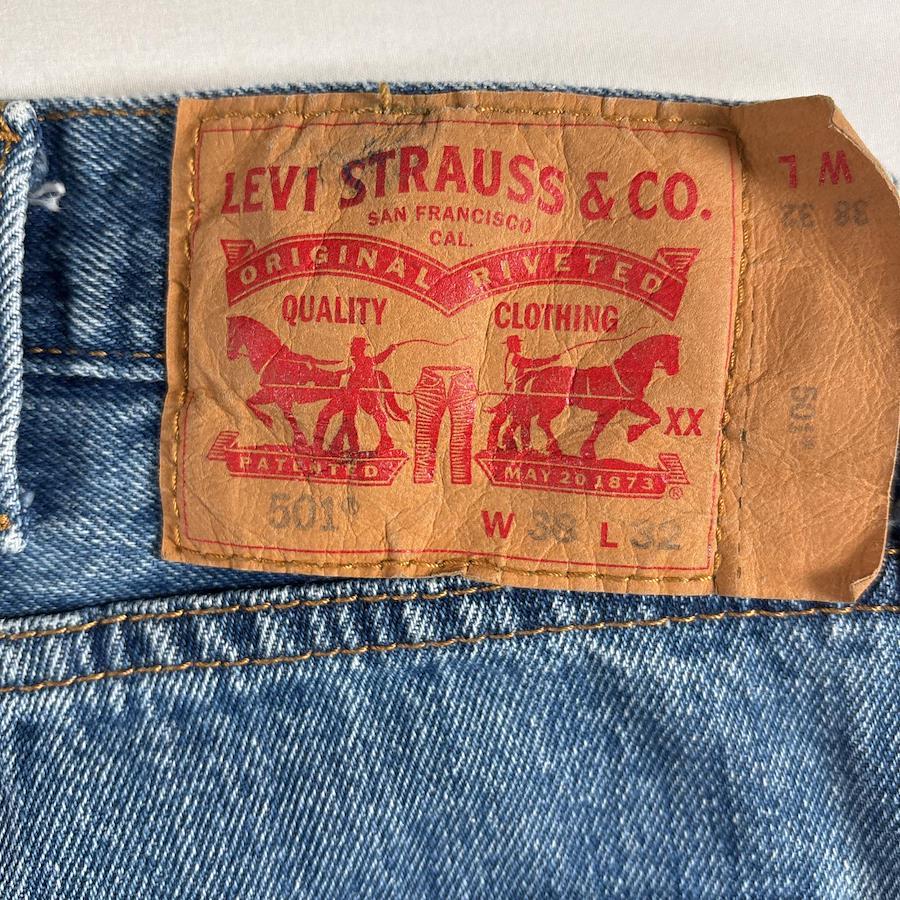 LEVI STRAUSS & CO.
SAN FRANCISCO
CAL.
ORIGINAL RIVETED
QUALITY CLOTHING
XX
PATENTED MAY 20 1873 ®
501® W 38 L 32
W L
38 32
501®